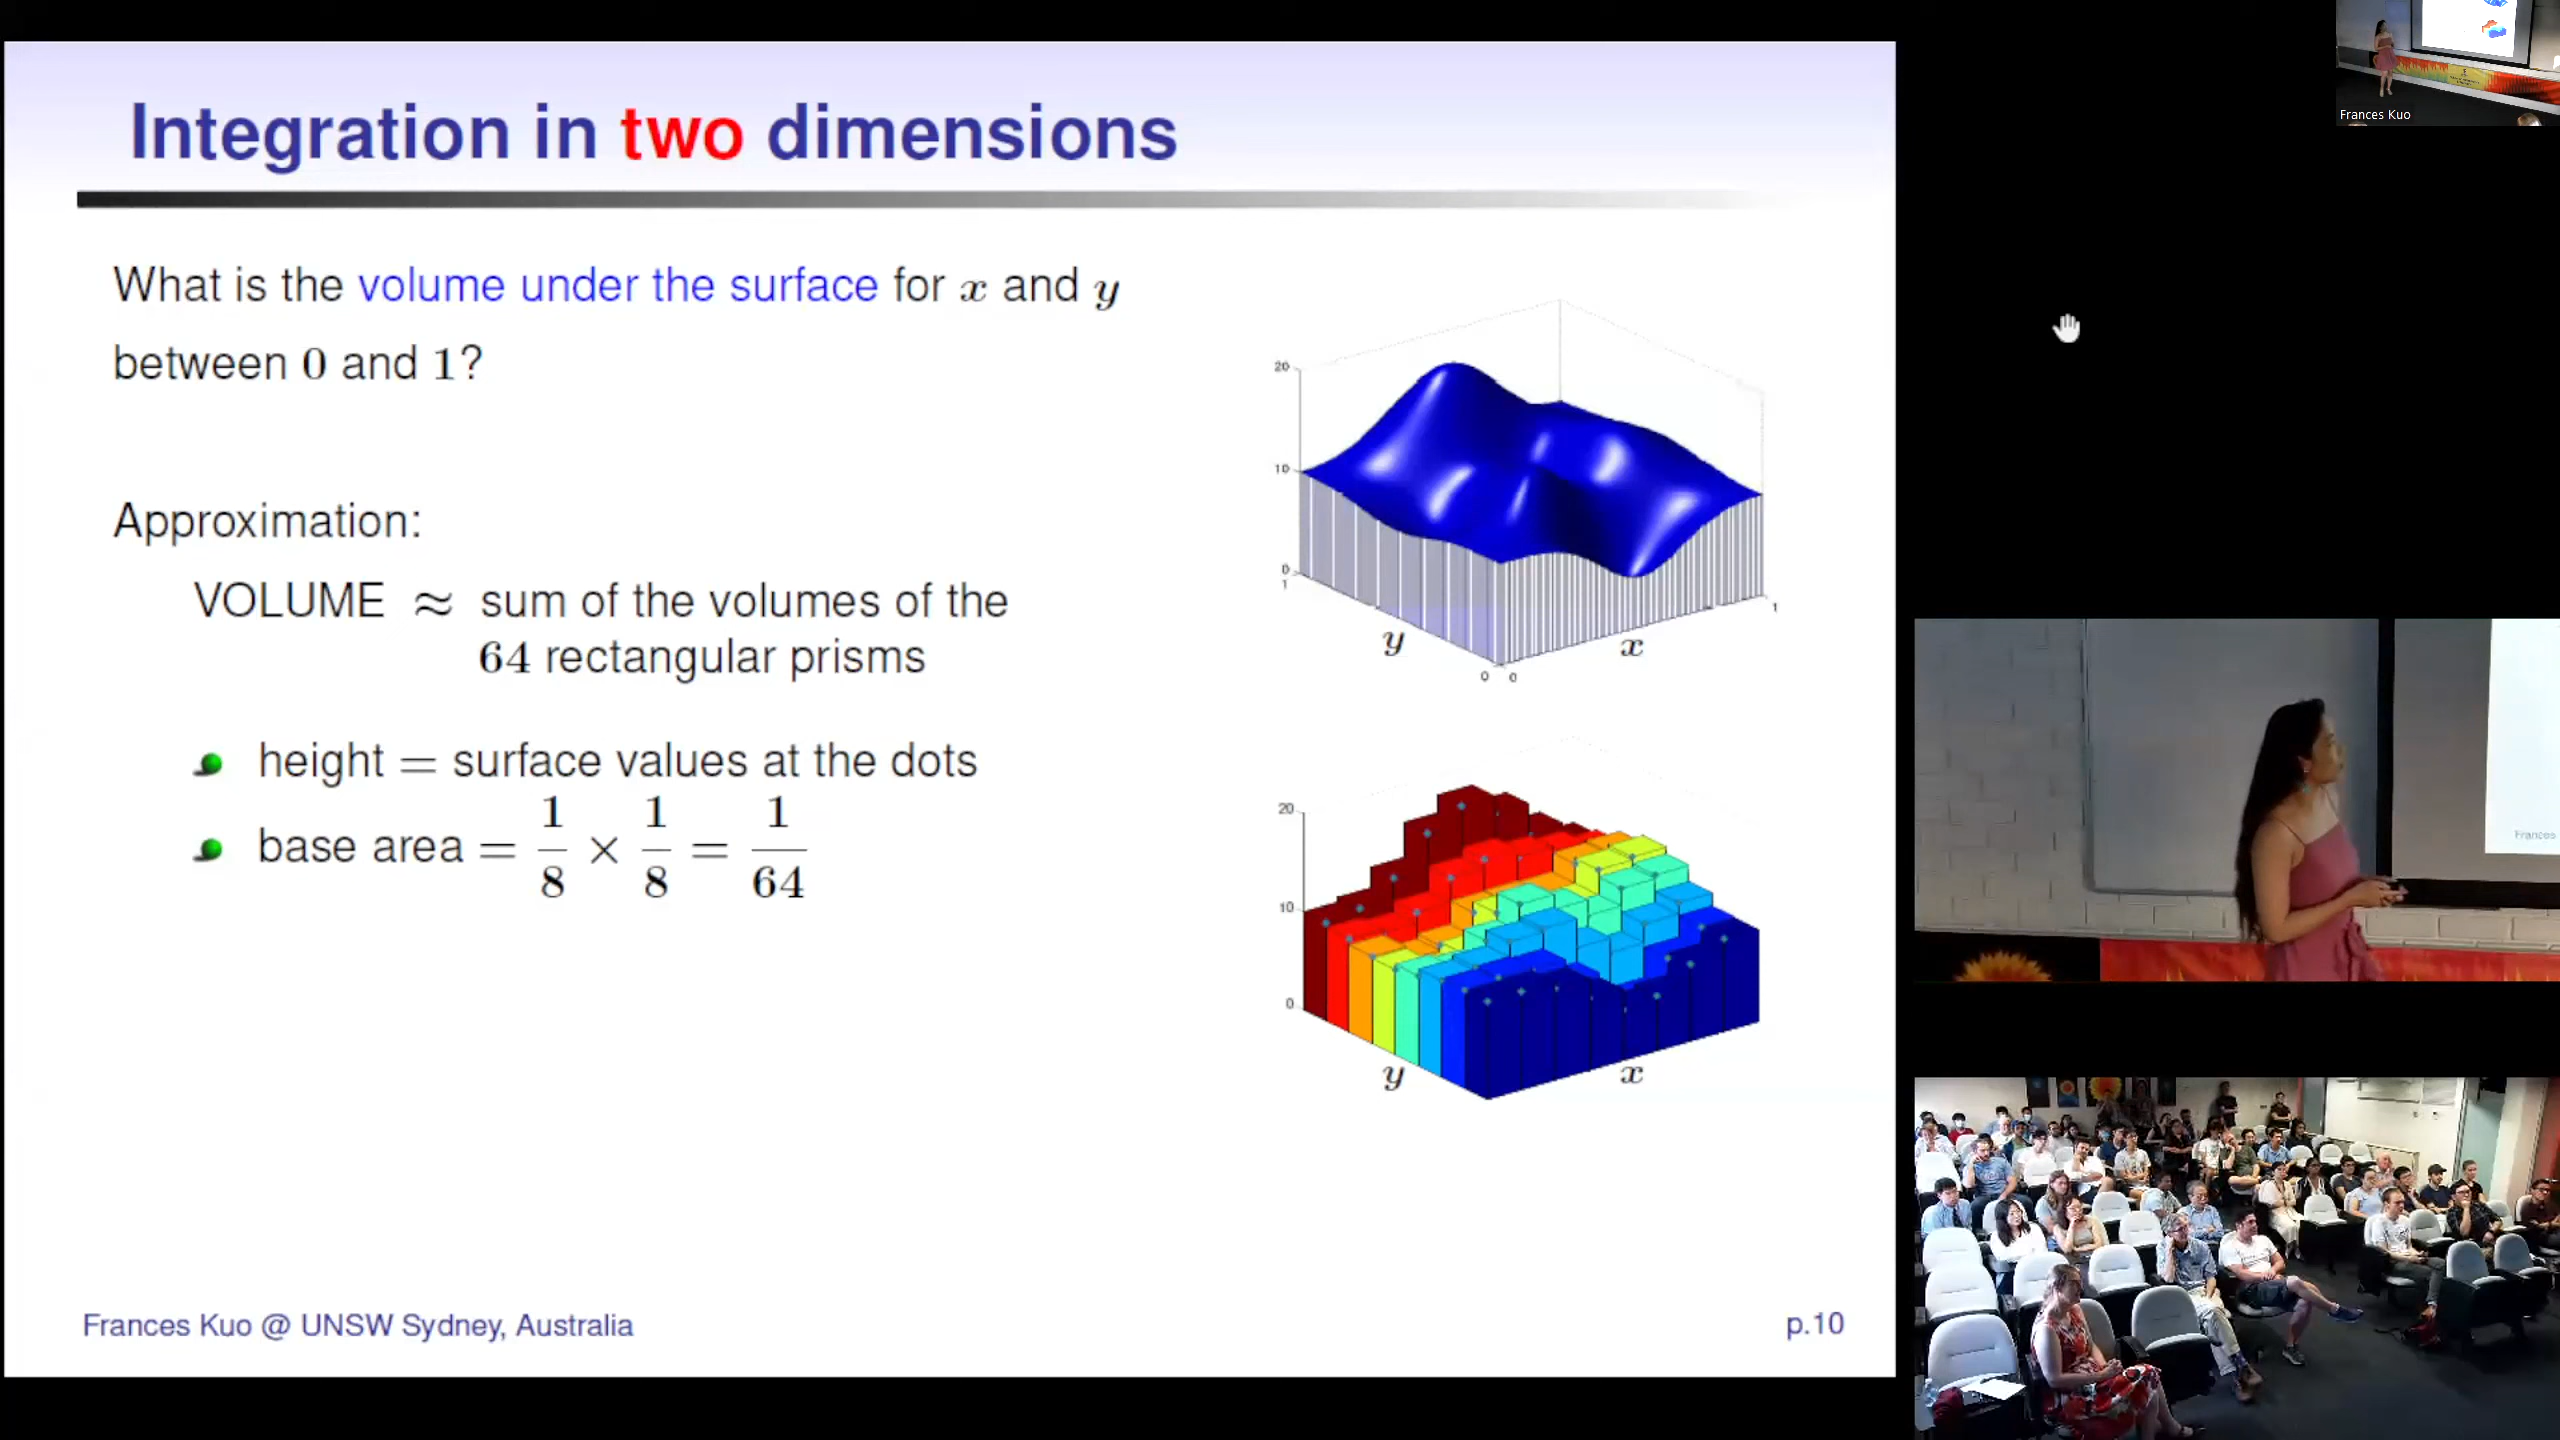 Integration in two dimensions
What is the volume under the surface for x and y
between 0 and 1?
Approximation:
VOLUME ≈ sum of the volumes of the
64 rectangular prisms
height = surface values at the dots
base area = 1/8 × 1/8 = 1/64
20
10
0
1
y
0
0
x
1
20
10
0
y
x
Frances Kuo @ UNSW Sydney, Australia
p.10
Frances Kuo
Frances